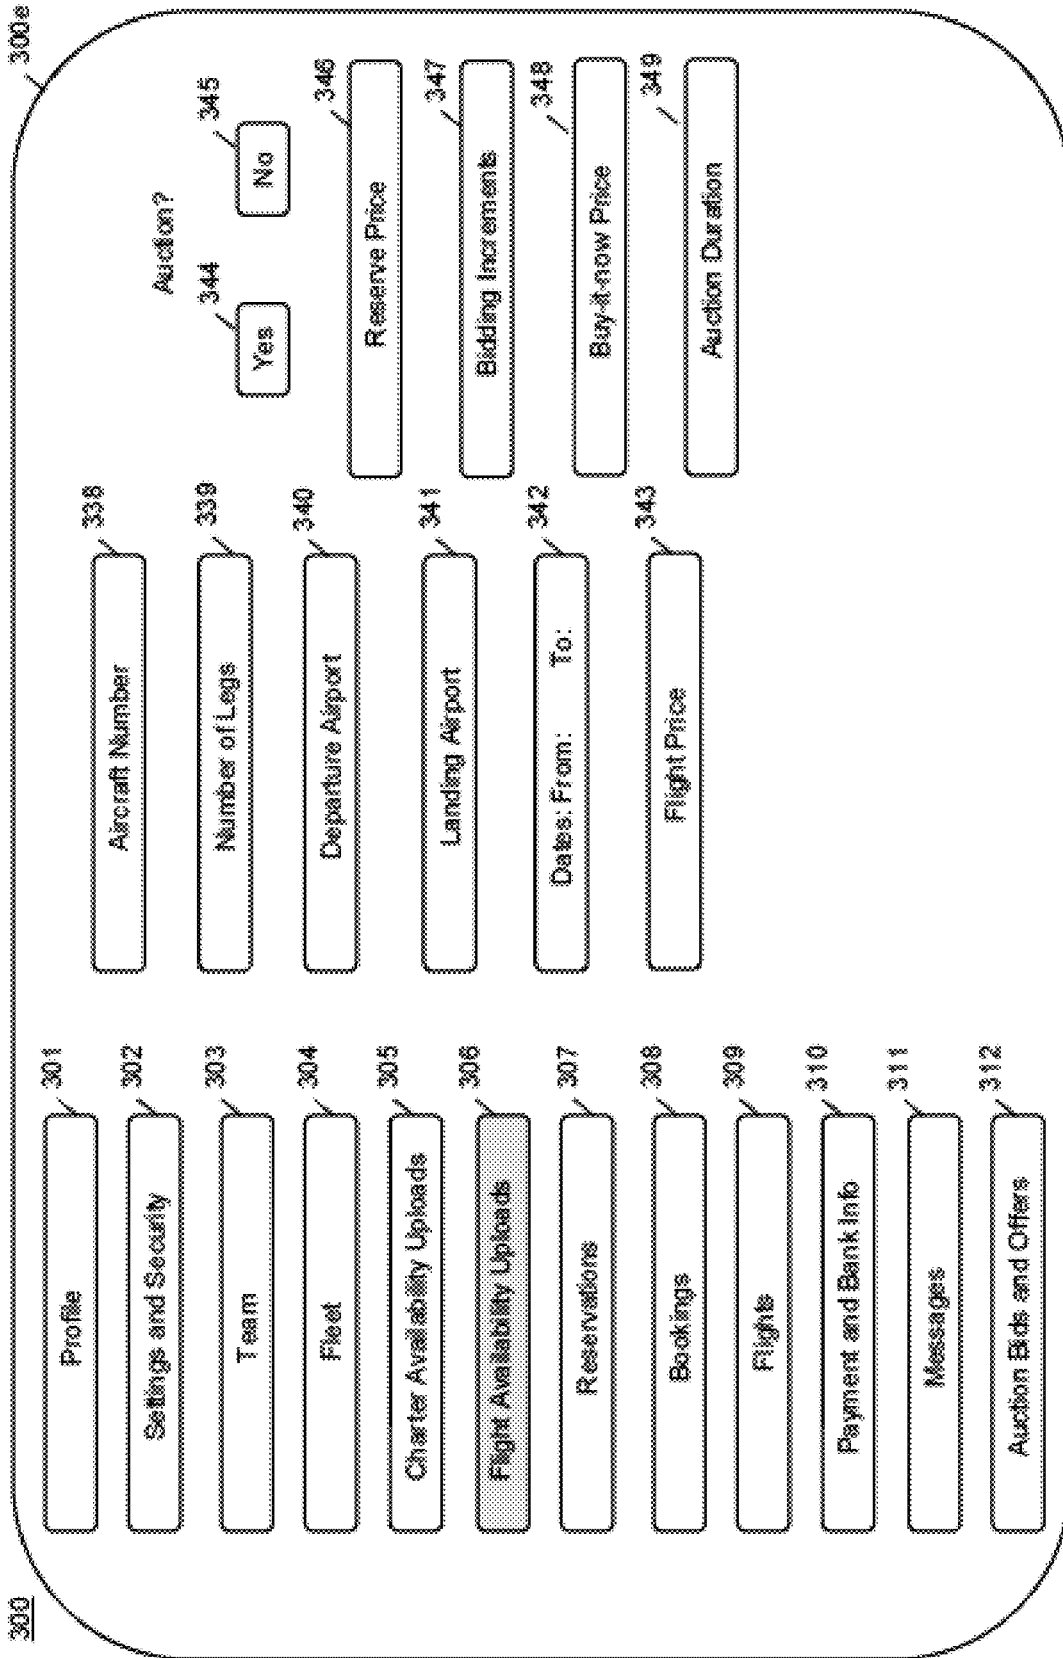 300
300e
Profile
301
Settings and Security
302
Team
303
Fleet
304
Charter Availability Uploads
305
Flight Availability Uploads
306
Reservations
307
Bookings
308
Flights
309
Payment and Bank Info
310
Messages
311
Auction Bids and Offers
312
Aircraft Number
338
Number of Legs
339
Departure Airport
340
Landing Airport
341
Dates: From: To:
342
Flight Price
343
Auction?
Yes
344
No
345
Reserve Price
346
Bidding Increments
347
Buy-it-now Price
348
Auction Duration
349